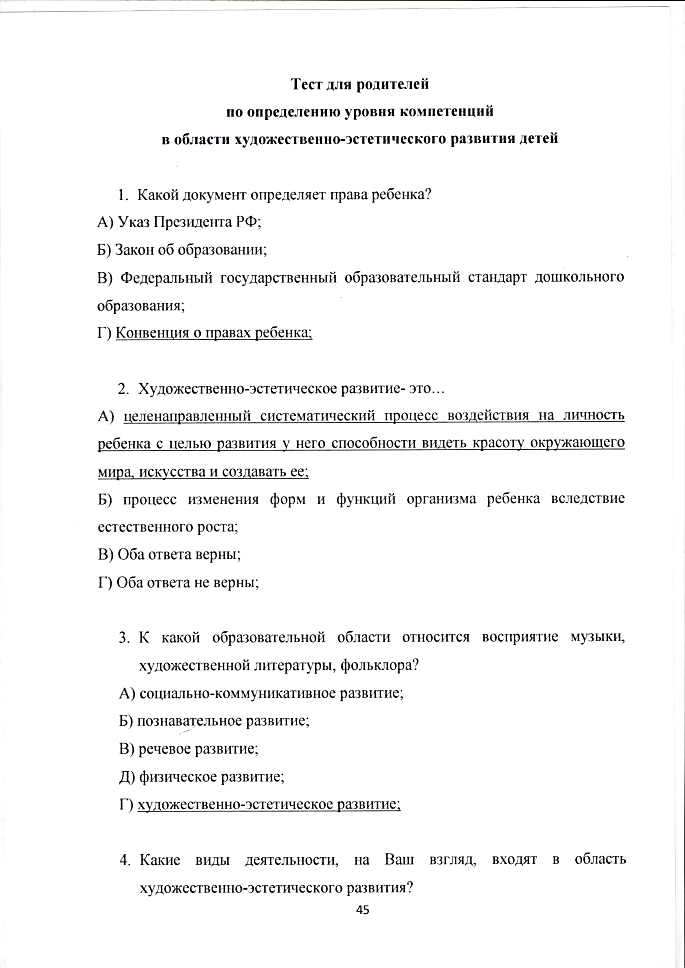 Тест для родителей
по определению уровня компетенций
в области художественно-эстетического развития детей
1. Какой документ определяет права ребенка?
А) Указ Президента РФ;
Б) Закон об образовании;
В) Федеральный государственный образовательный стандарт дошкольного
образования;
Г) Конвенция о правах ребенка;
2. Художественно-эстетическое развитие- это…
А) целенаправленный систематический процесс воздействия на личность
ребенка с целью развития у него способности видеть красоту окружающего
мира, искусства и создавать ее;
Б) процесс изменения форм и функций организма ребенка вследствие
естественного роста;
В) Оба ответа верны;
Г) Оба ответа не верны;
3. К какой образовательной области относится восприятие музыки,
художественной литературы, фольклора?
А) социально-коммуникативное развитие;
Б) познавательное развитие;
В) речевое развитие;
Д) физическое развитие;
Г) художественно-эстетическое развитие;
4. Какие виды деятельности, на Ваш взгляд, входят в область
художественно-эстетического развития?
45